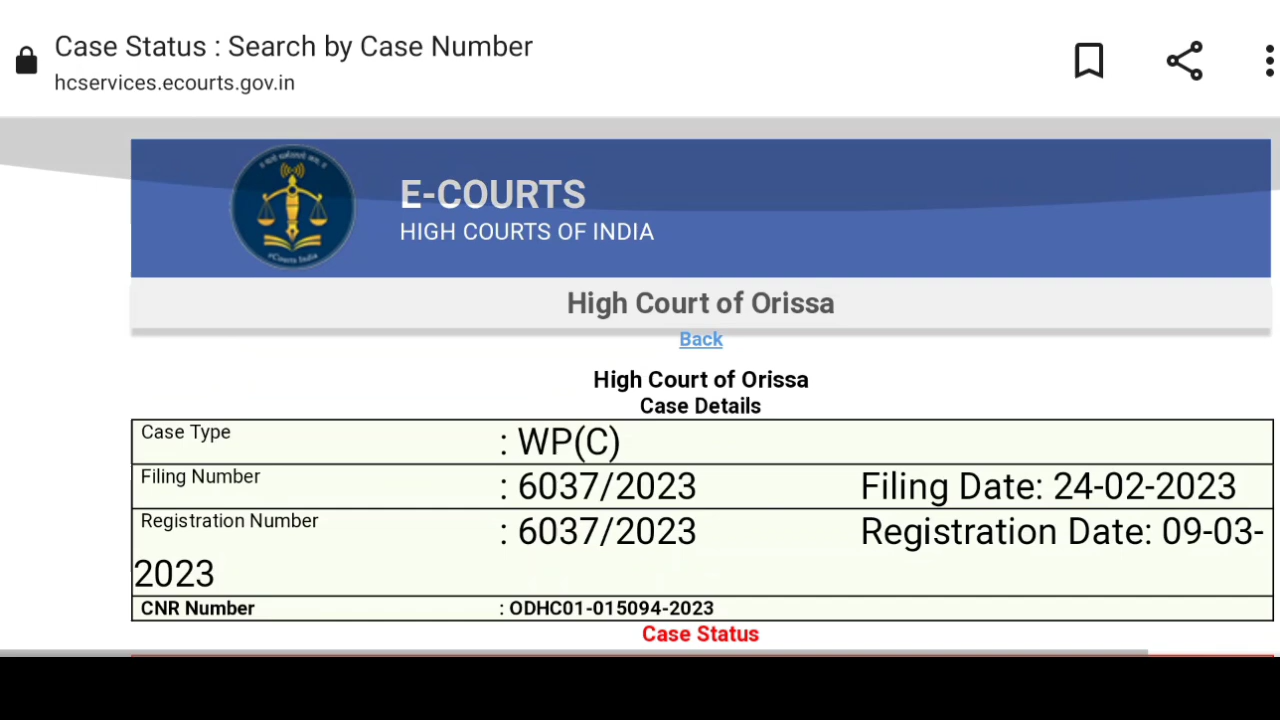 Case Status : Search by Case Number
hcservices.ecourts.gov.in
E-COURTS
HIGH COURTS OF INDIA
eCourts India
High Court of Orissa
Back
High Court of Orissa
Case Details
Case Type : WP(C)
Filing Number : 6037/2023 Filing Date: 24-02-2023
Registration Number : 6037/2023 Registration Date: 09-03-
2023
CNR Number : ODHC01-015094-2023
Case Status